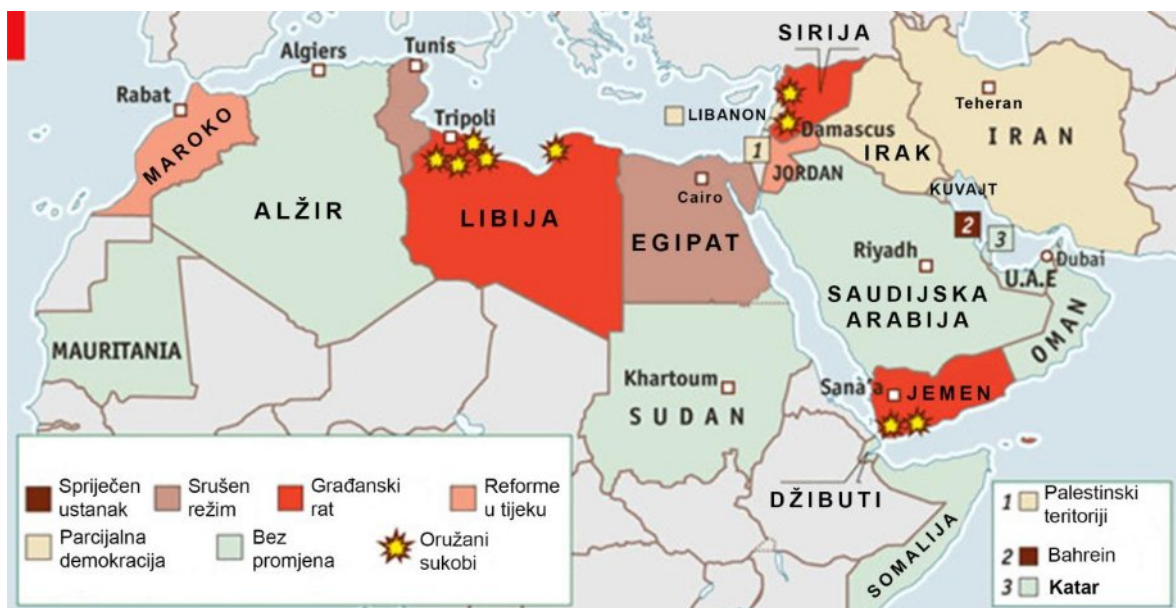 SIRIJA
Algiers
Tunis
Rabat
Teheran
Tripoli
LIBANON
MAROKO
Damascus
IRAN
1
IRAK
JORDAN
KUVAJT
Cairo
ALŽIR
LIBIJA
EGIPAT
2
3
Riyadh
Dubai
U.A.E
SAUDIJSKA
ARABIJA
OMAN
MAURITANIA
Khartoum
Sanà'a
JEMEN
SUDAN
DŽIBUTI
SOMALIJA
Spriječen
ustanak
Srušen
režim
Građanski
rat
Reforme
u tijeku
Parcijalna
demokracija
Bez
promjena
Oružani
sukobi
1 Palestinski
teritoriji
2 Bahrein
3 Katar